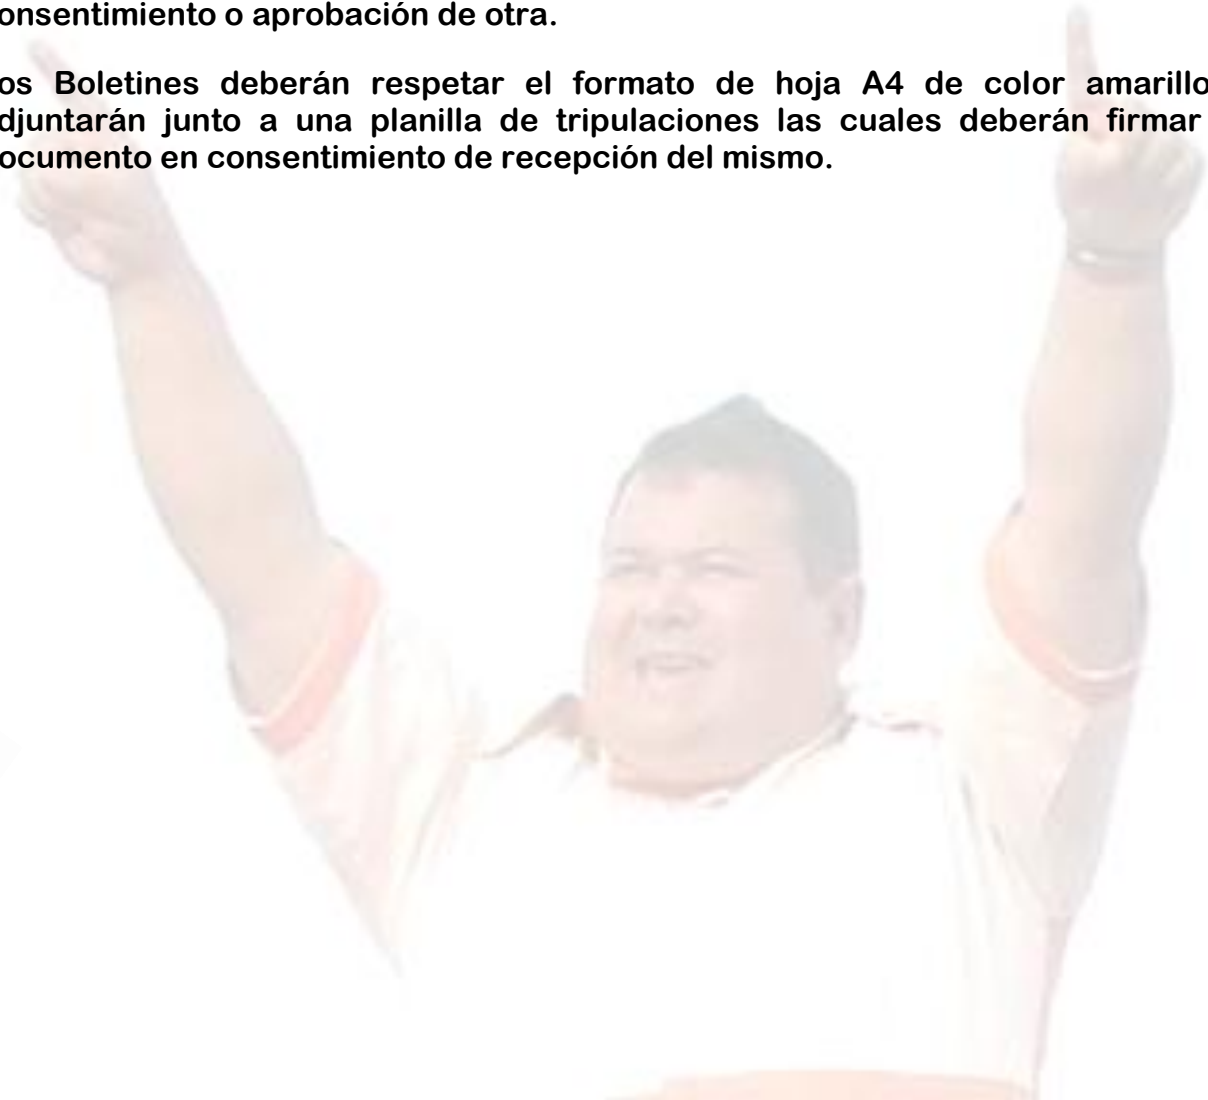 onsentimiento o aprobación de otra.
os Boletines deberán respetar el formato de hoja A4 de color amarillo
djuntarán junto a una planilla de tripulaciones las cuales deberán firmar
ocumento en consentimiento de recepción del mismo.